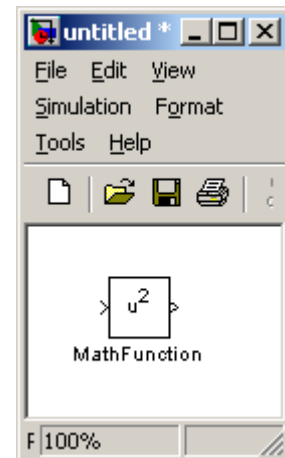 untitled *
File Edit View
Simulation Format
Tools Help
u²
MathFunction
F 100%